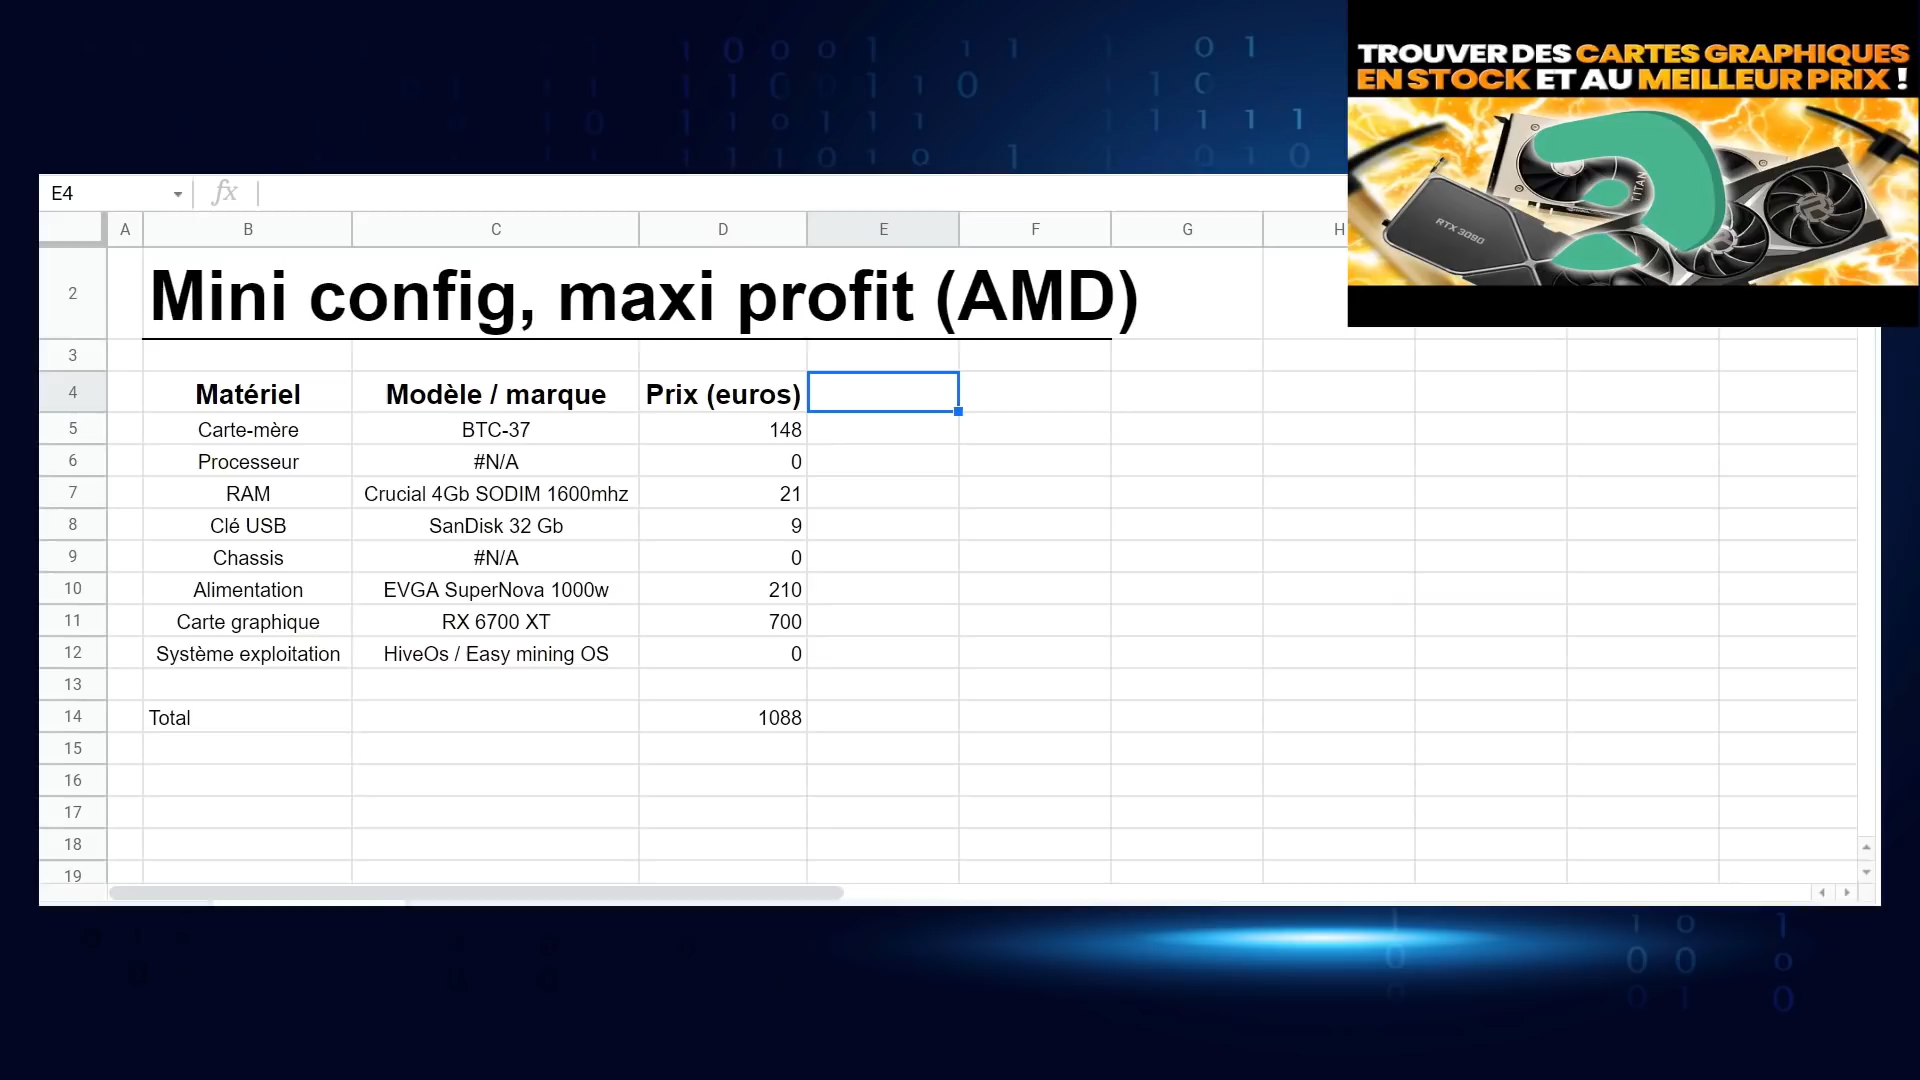 TROUVER DES CARTES GRAPHIQUES
EN STOCK ET AU MEILLEUR PRIX !
TITAN
RTX 3090
E4
fx
A B C D E F G H
2 Mini config, maxi profit (AMD)
3
4 Matériel Modèle / marque Prix (euros)
5 Carte-mère BTC-37 148
6 Processeur #N/A 0
7 RAM Crucial 4Gb SODIM 1600mhz 21
8 Clé USB SanDisk 32 Gb 9
9 Chassis #N/A 0
10 Alimentation EVGA SuperNova 1000w 210
11 Carte graphique RX 6700 XT 700
12 Système exploitation HiveOs / Easy mining OS 0
13
14 Total 1088
15
16
17
18
19